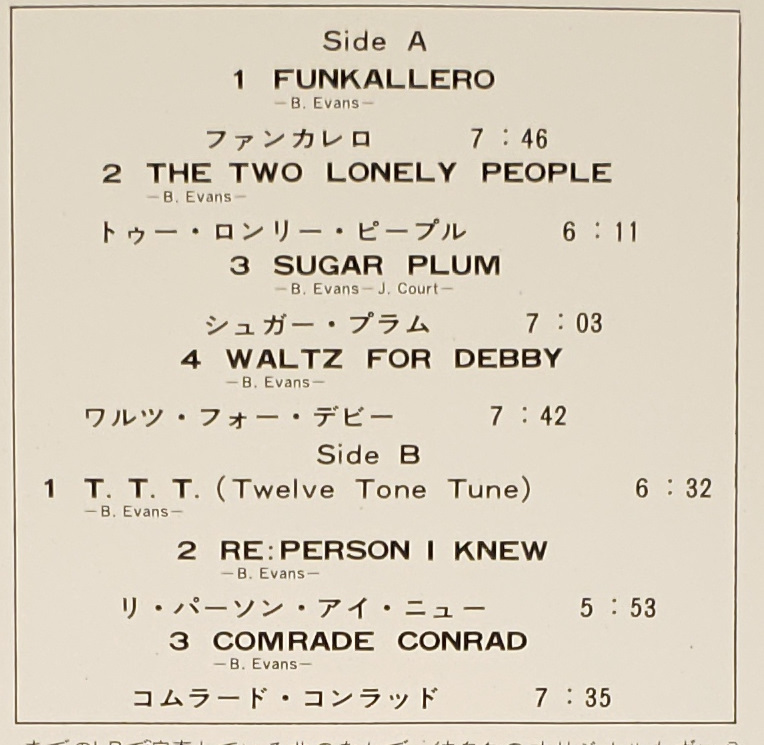 Side A
1 FUNKALLERO
—B. Evans—
ファンカレロ 7：46
2 THE TWO LONELY PEOPLE
—B. Evans—
トゥー・ロンリー・ピープル 6：11
3 SUGAR PLUM
—B. Evans—J. Court—
シュガー・プラム 7：03
4 WALTZ FOR DEBBY
—B. Evans—
ワルツ・フォー・デビー 7：42
Side B
1 T. T. T. (Twelve Tone Tune) 6：32
—B. Evans—
2 RE:PERSON I KNEW
—B. Evans—
リ・パーソン・アイ・ニュー 5：53
3 COMRADE CONRAD
—B. Evans—
コムラード・コンラッド 7：35